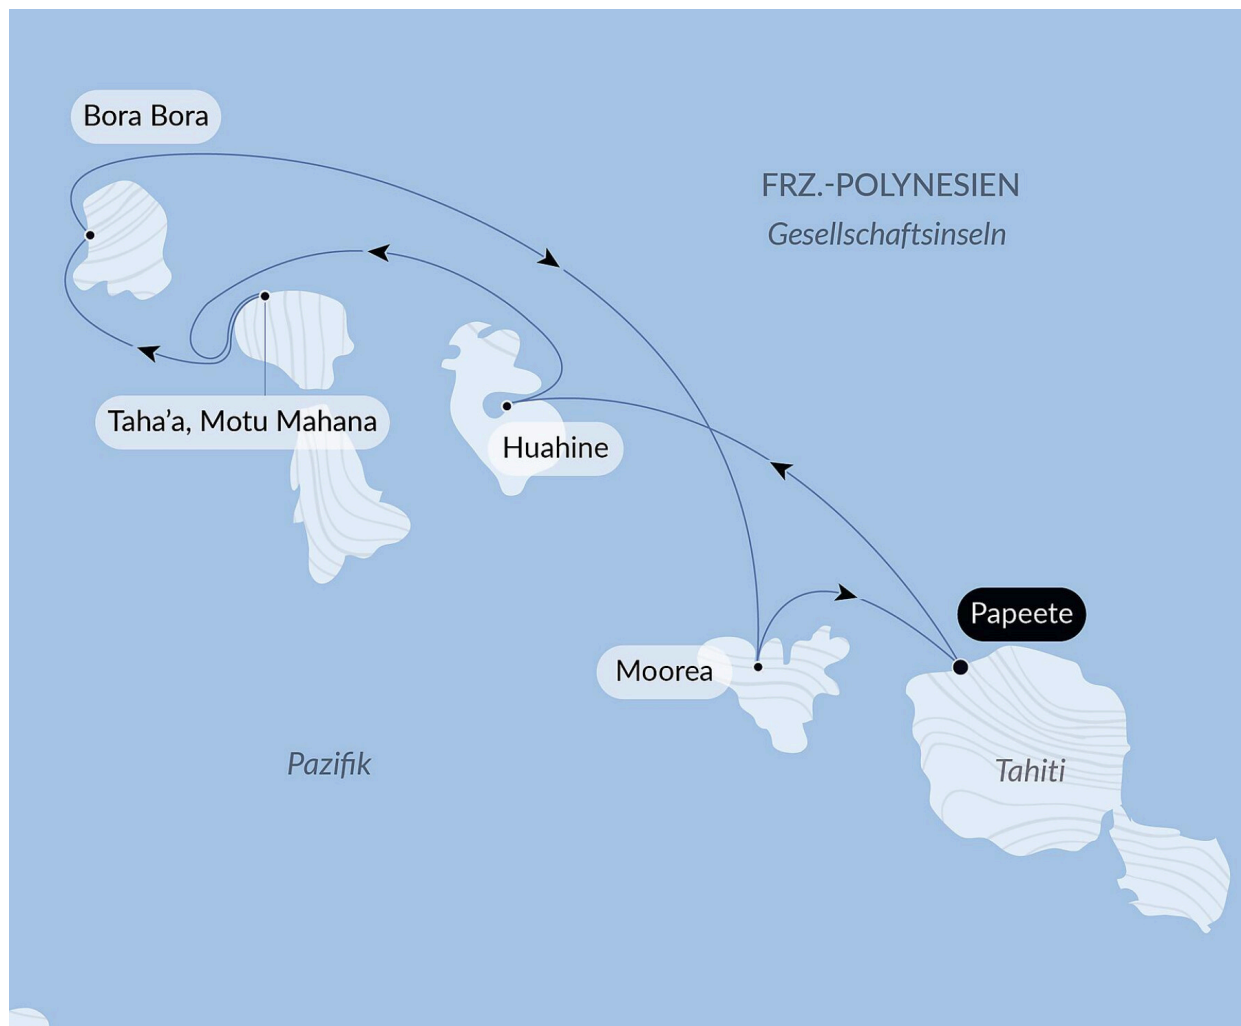 Bora Bora
FRZ.-POLYNESIEN
Gesellschaftsinseln
Taha’a, Motu Mahana
Huahine
Papeete
Moorea
Pazifik
Tahiti